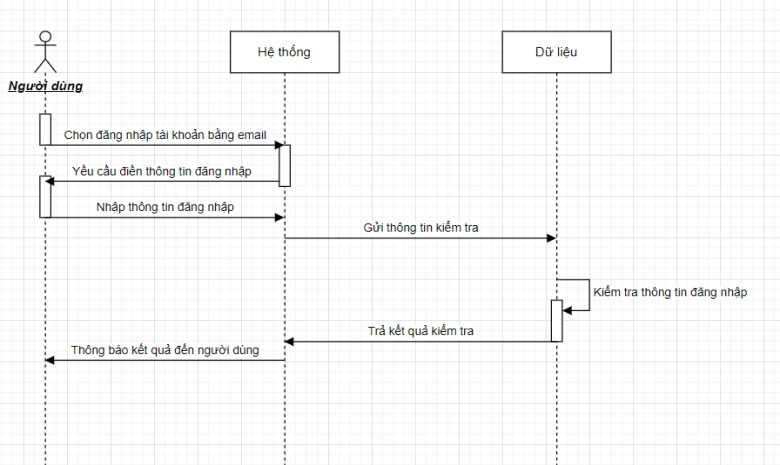 Hệ thống
Dữ liệu
Người dùng
Chọn đăng nhập tài khoản bằng email
Yều cầu điền thông tin đăng nhập
Nhập thông tin đăng nhập
Gửi thông tin kiểm tra
Kiểm tra thông tin đăng nhập
Trả kết quả kiểm tra
Thông báo kết quả đến người dùng